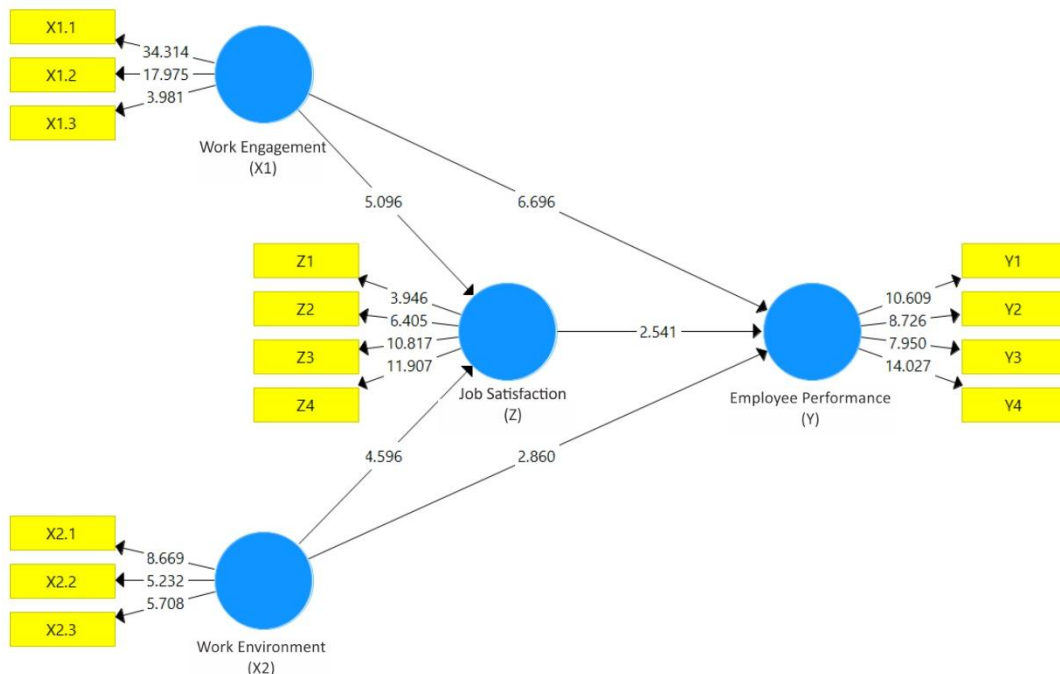 X1.1
34.314
X1.2
17.975
X1.3
3.981
Work Engagement
(X1)
5.096
6.696
Z1
3.946
Z2
6.405
Z3
10.817
Z4
11.907
Job Satisfaction
(Z)
2.541
Y1
10.609
Y2
8.726
Y3
7.950
Y4
14.027
Employee Performance
(Y)
4.596
2.860
X2.1
8.669
X2.2
5.232
X2.3
5.708
Work Environment
(X2)